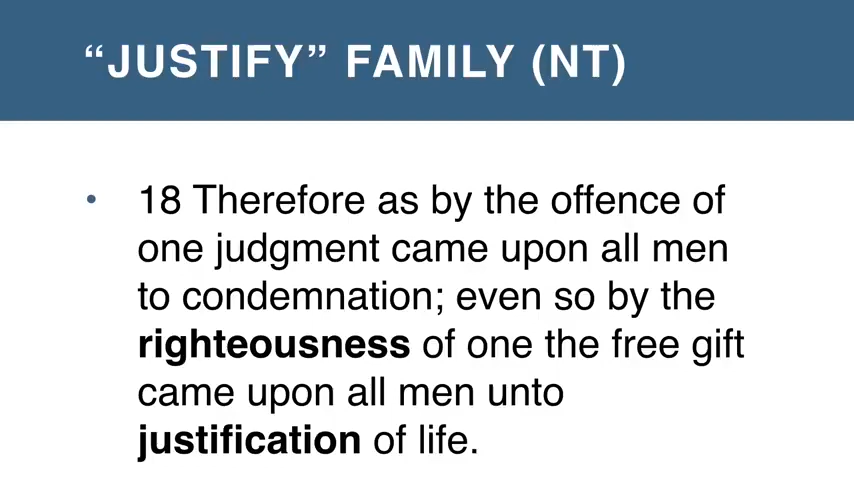 “JUSTIFY” FAMILY (NT)
• 18 Therefore as by the offence of
one judgment came upon all men
to condemnation; even so by the
righteousness of one the free gift
came upon all men unto
justification of life.